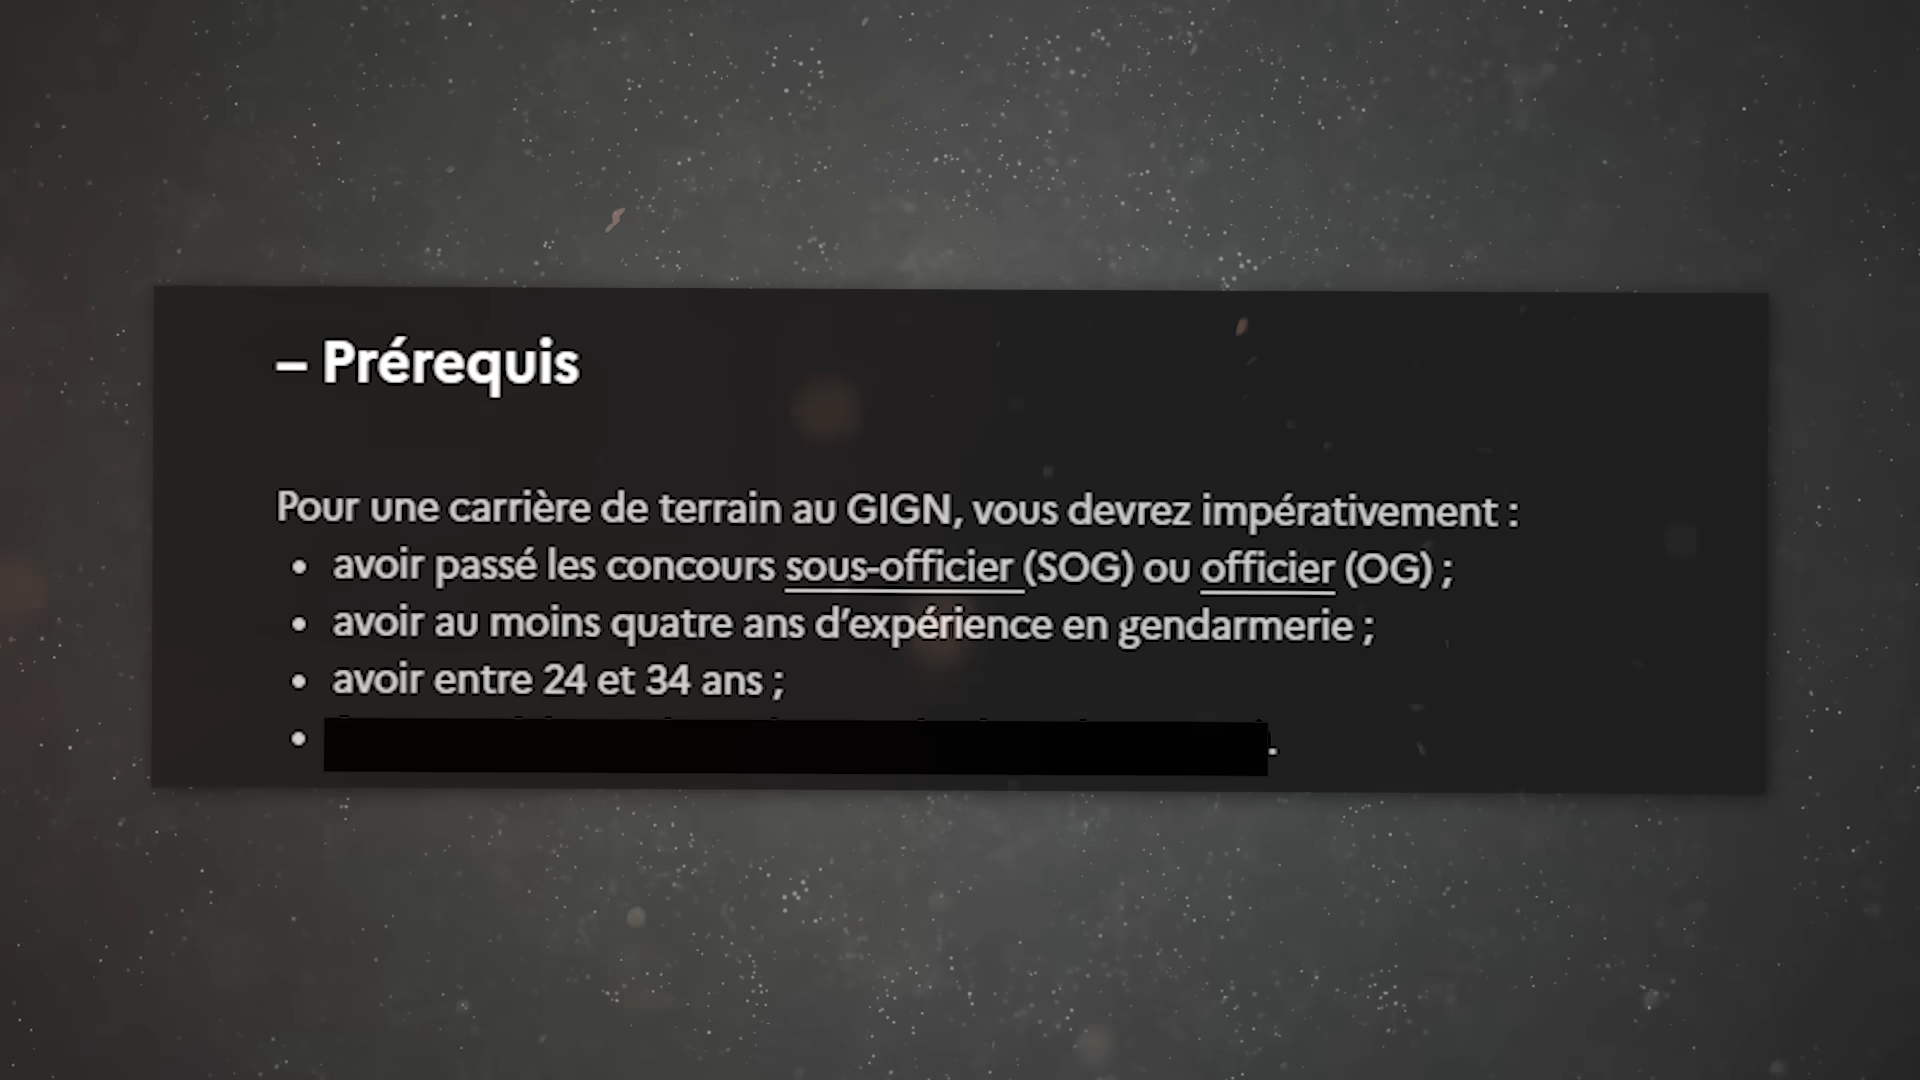 – Prérequis
Pour une carrière de terrain au GIGN, vous devrez impérativement :
• avoir passé les concours sous-officier (SOG) ou officier (OG) ;
• avoir au moins quatre ans d’expérience en gendarmerie ;
• avoir entre 24 et 34 ans ;
• .